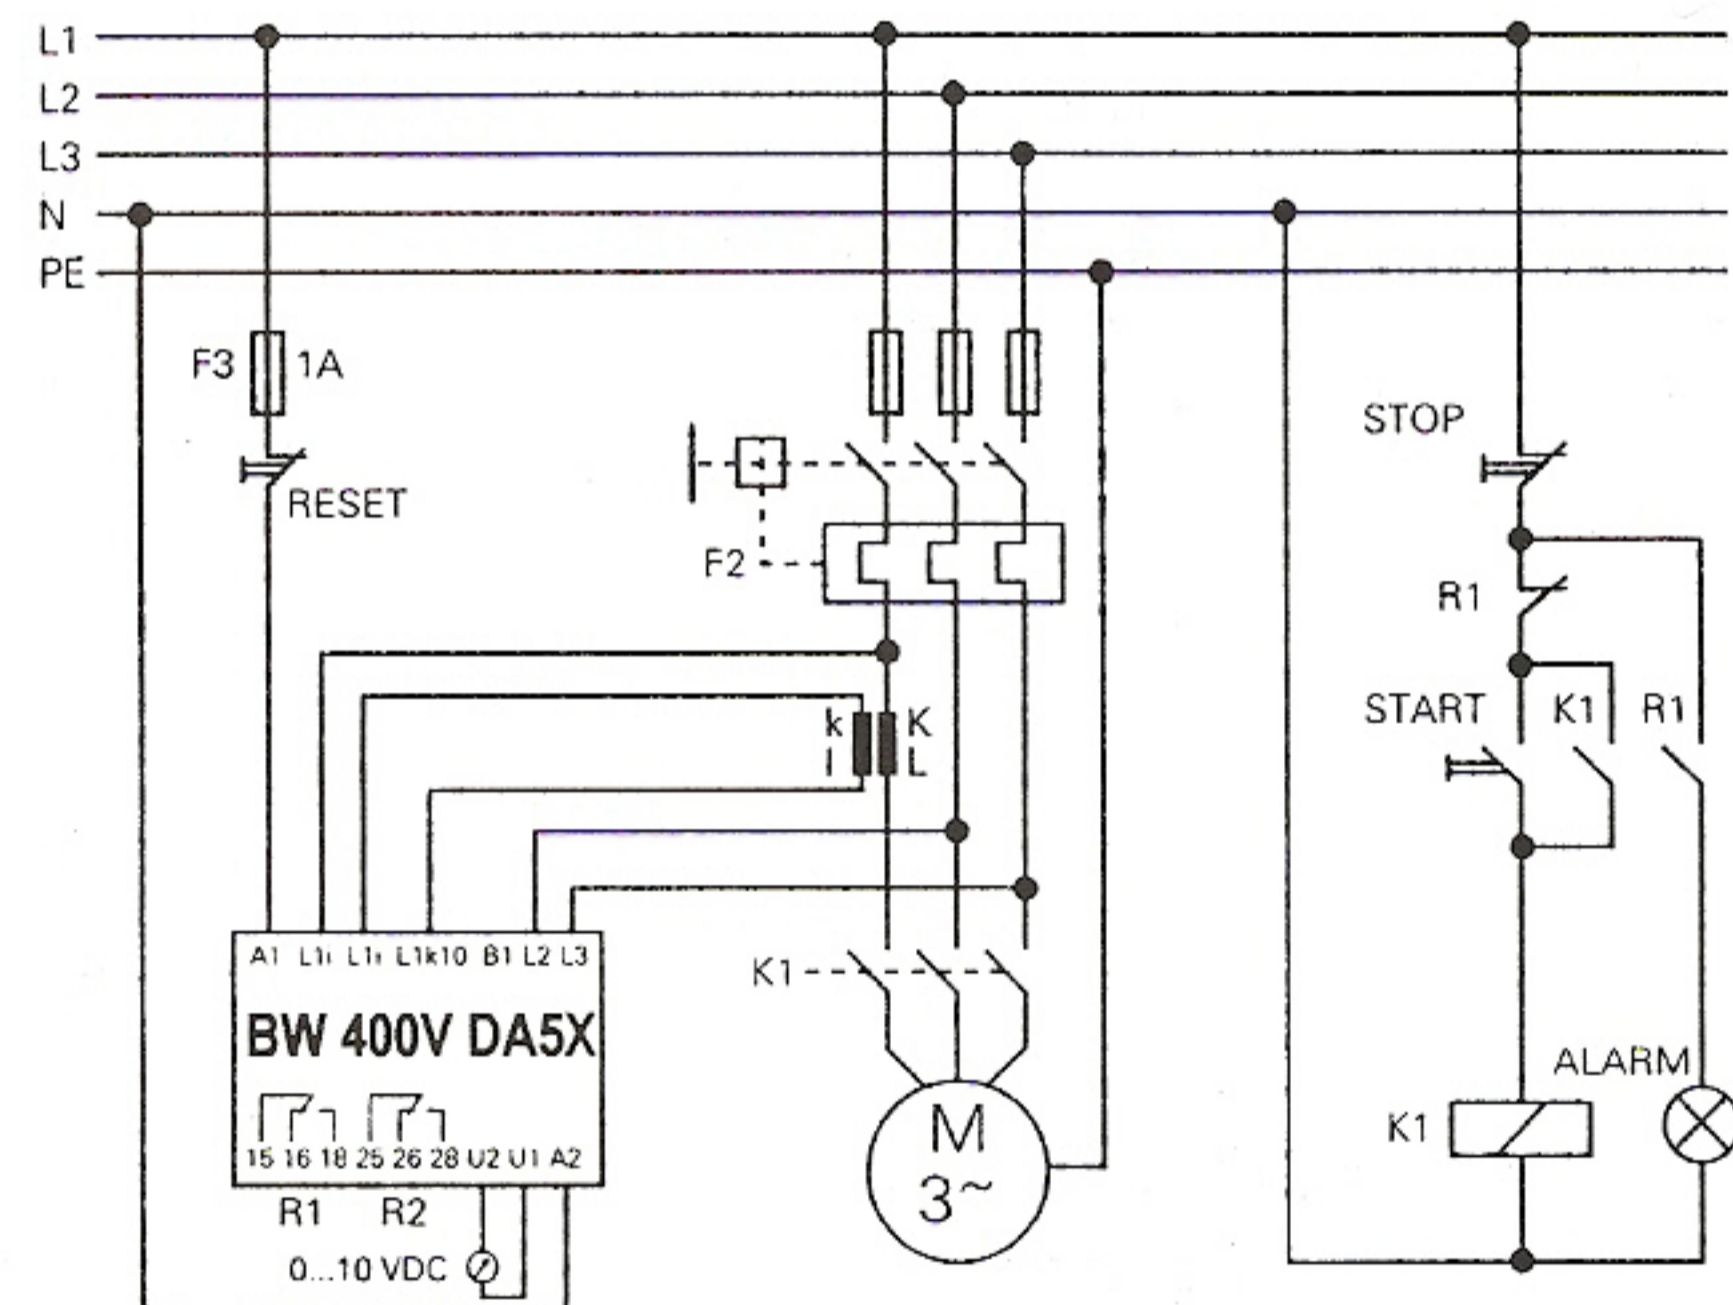 L1
L2
L3
N
PE
F3 1A
RESET
STOP
F2
R1
k K
l L
START K1 R1
A1 L1i L1i L1k10 B1 L2 L3
K1
BW 400V DA5X
ALARM
M
3~
K1
15 16 18 25 26 28 U2 U1 A2
R1 R2
0...10 VDC